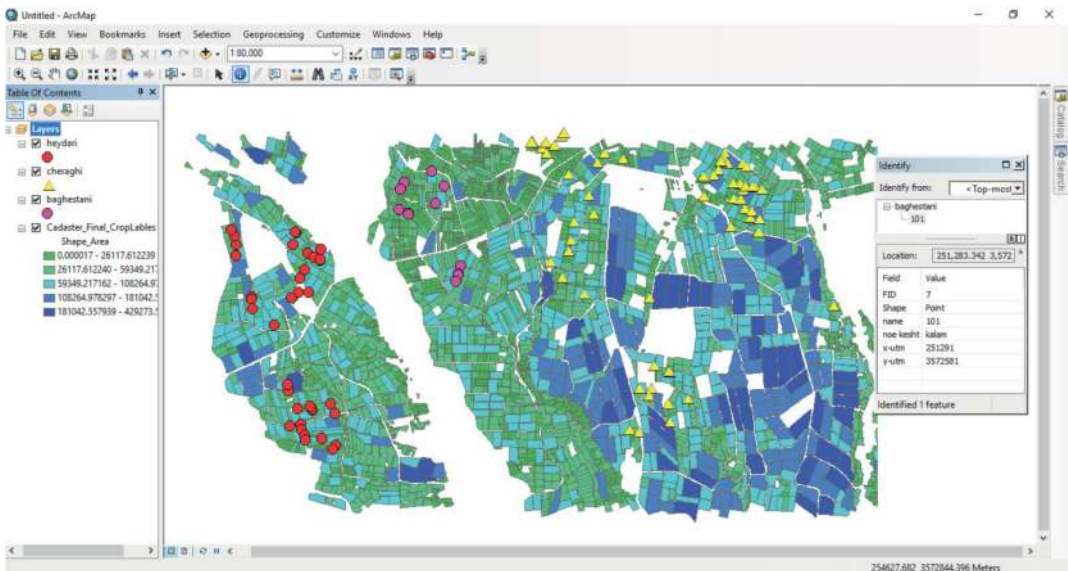 Untitled - ArcMap
File Edit View Bookmarks Insert Selection Geoprocessing Customize Windows Help
1:80,000
Table Of Contents
Layers
heydari
cheraghi
baghestani
Cadaster_Final_CropLables
Shape_Area
0.000017 - 26117.612239
26117.612240 - 59349.217
59349.217162 - 108264.97
108264.978297 - 181042.5
181042.557939 - 429273.5
Identify
Identify from: <Top-most
baghestani
101
Location: 251,283.342 3,572
Field Value
FID 7
Shape Point
name 101
noe kesht kalam
x-utm 251291
y-utm 3572581
Identified 1 feature
Catalog
Search
254627.682 3572844.396 Meters